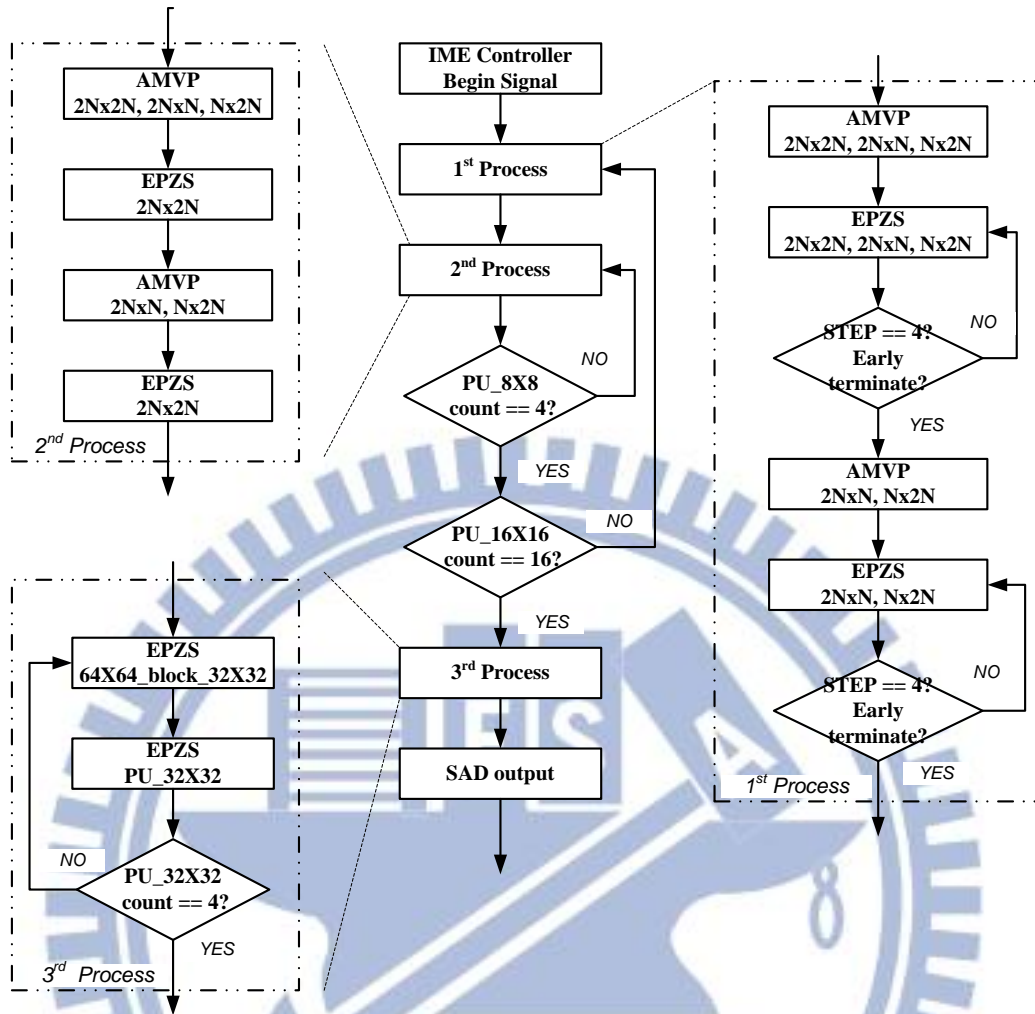 AMVP
2Nx2N, 2NxN, Nx2N
EPZS
2Nx2N
AMVP
2NxN, Nx2N
EPZS
2Nx2N
2nd Process
IME Controller
Begin Signal
1st Process
2nd Process
NO
PU_8X8
count == 4?
YES
NO
PU_16X16
count == 16?
YES
3rd Process
SAD output
AMVP
2Nx2N, 2NxN, Nx2N
EPZS
2Nx2N, 2NxN, Nx2N
NO
STEP == 4?
Early
terminate?
YES
AMVP
2NxN, Nx2N
EPZS
2NxN, Nx2N
NO
STEP == 4?
Early
terminate?
YES
1st Process
EPZS
64X64_block_32X32
EPZS
PU_32X32
NO
PU_32X32
count == 4?
YES
3rd Process